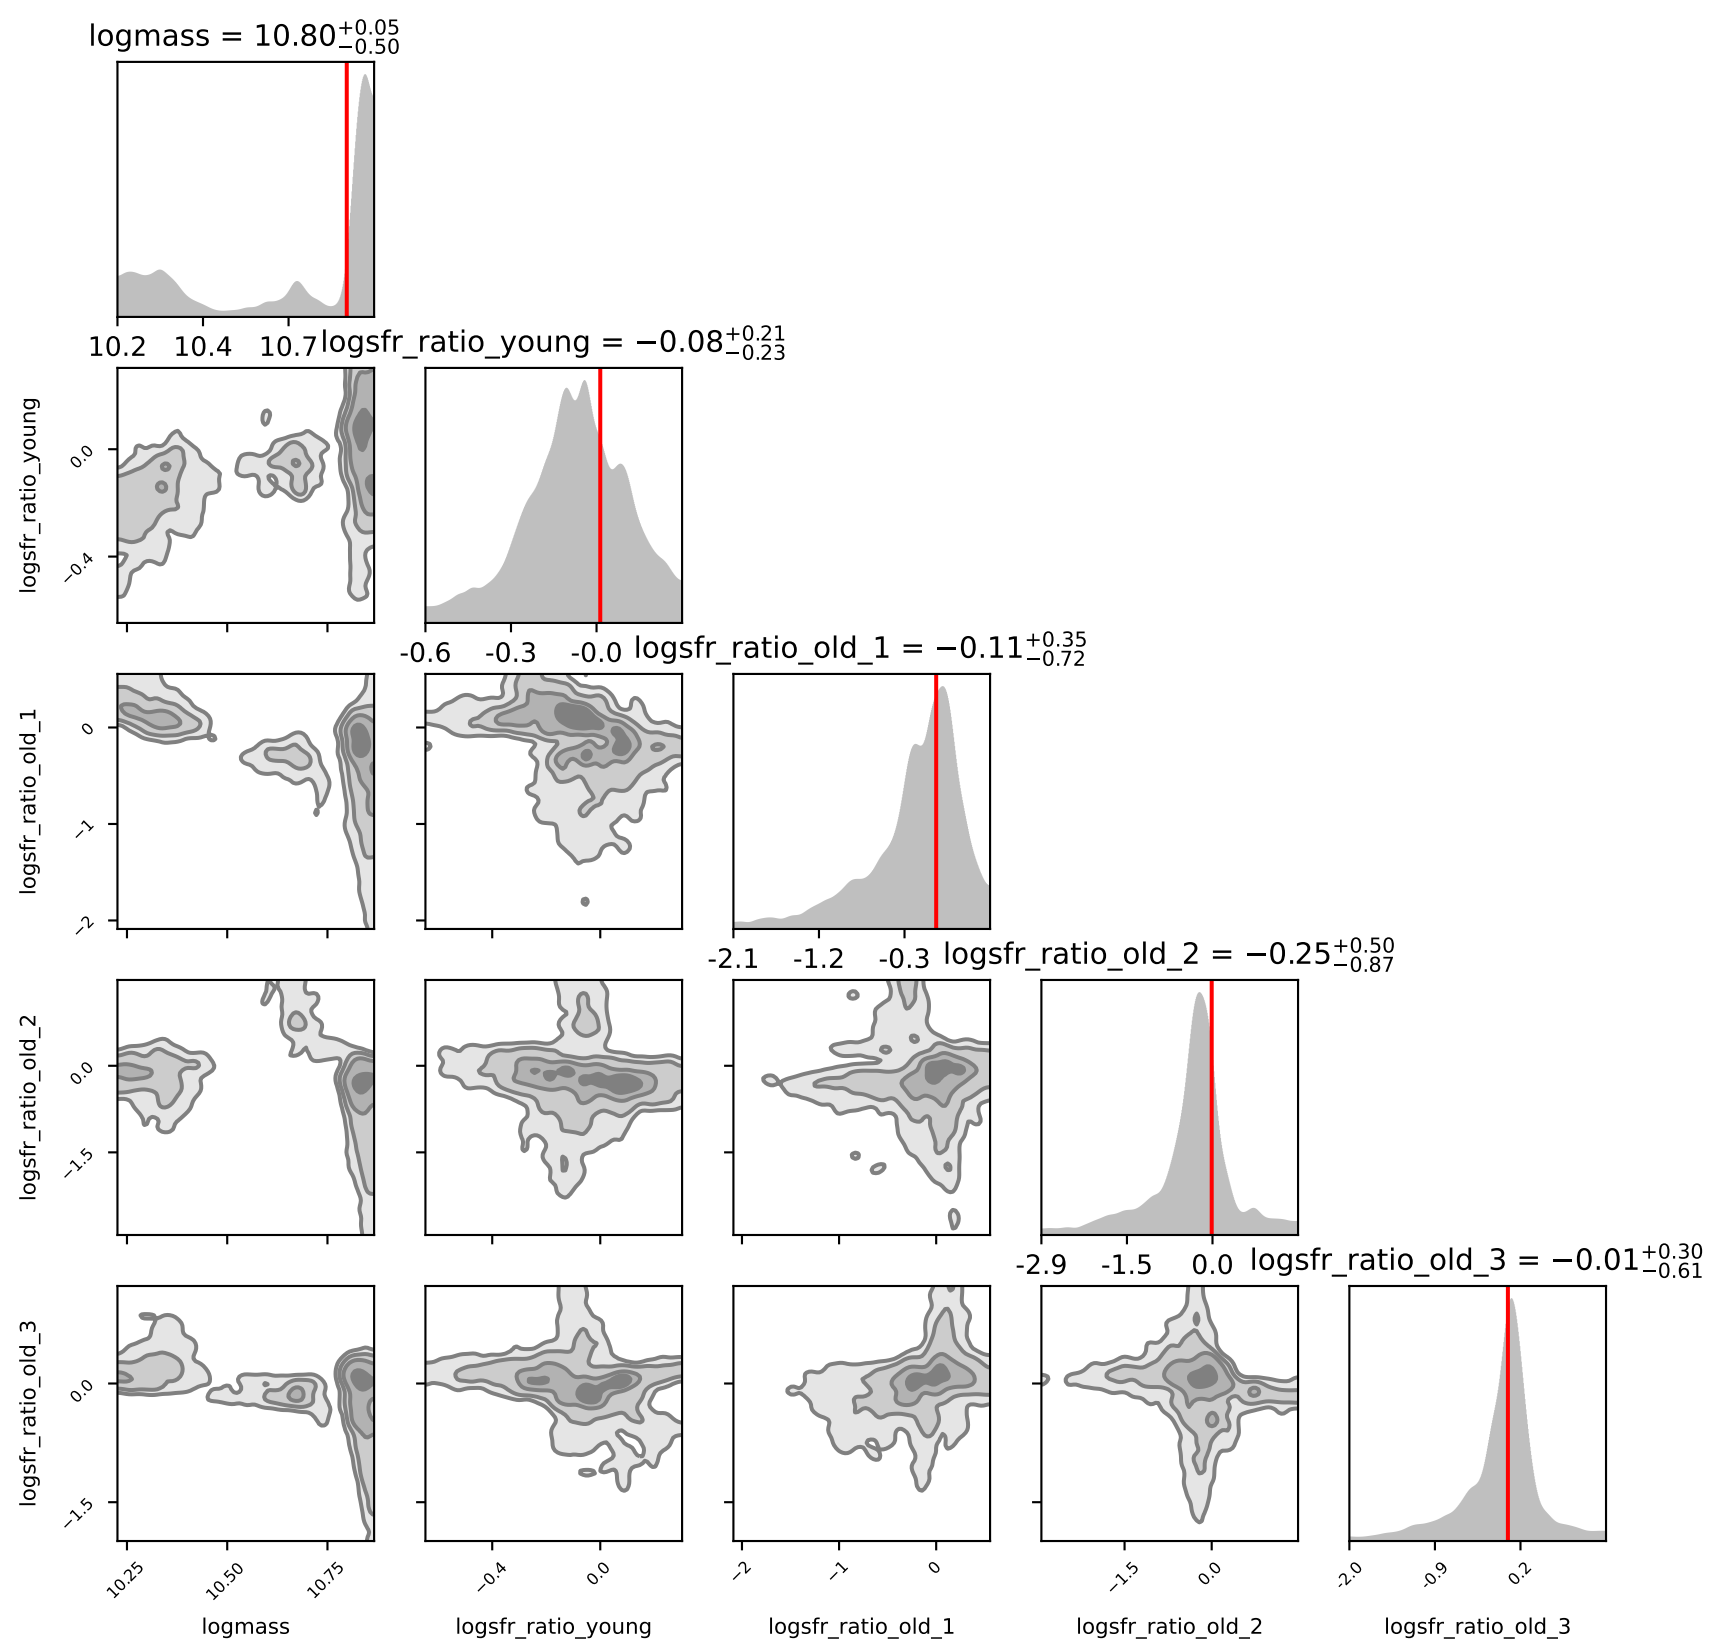 logmass = 10.80+0.05 −0.50
10.2 10.4 10.7
logsfr_ratio_young = −0.08+0.21 −0.23
logsfr_ratio_young
0.0
−0.4
-0.6 -0.3 -0.0
logsfr_ratio_old_1 = −0.11+0.35 −0.72
logsfr_ratio_old_1
0
−1
−2
-2.1 -1.2 -0.3
logsfr_ratio_old_2 = −0.25+0.50 −0.87
logsfr_ratio_old_2
0.0
−1.5
-2.9 -1.5 0.0
logsfr_ratio_old_3 = −0.01+0.30 −0.61
logsfr_ratio_old_3
0.0
−1.5
10.25 10.50 10.75
−0.4 0.0
−2 −1 0
−1.5 0.0
-2.0 -0.9 0.2
logmass
logsfr_ratio_young
logsfr_ratio_old_1
logsfr_ratio_old_2
logsfr_ratio_old_3